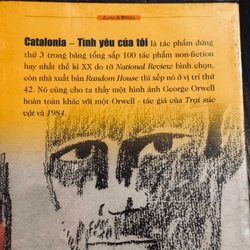 Catalonia – Tình yêu của tôi là tác phẩm đứng
thứ 3 trong bảng tổng sắp 100 tác phẩm non-fiction
hay nhất thế kỉ XX do tờ National Review bình chọn,
còn nhà xuất bản Random House thì xếp nó ở vị trí thứ
42. Nó cũng cho ta thấy một hình ảnh George Orwell
hoàn toàn khác với một Orwell - tác giả của Trại súc
vật và 1984.